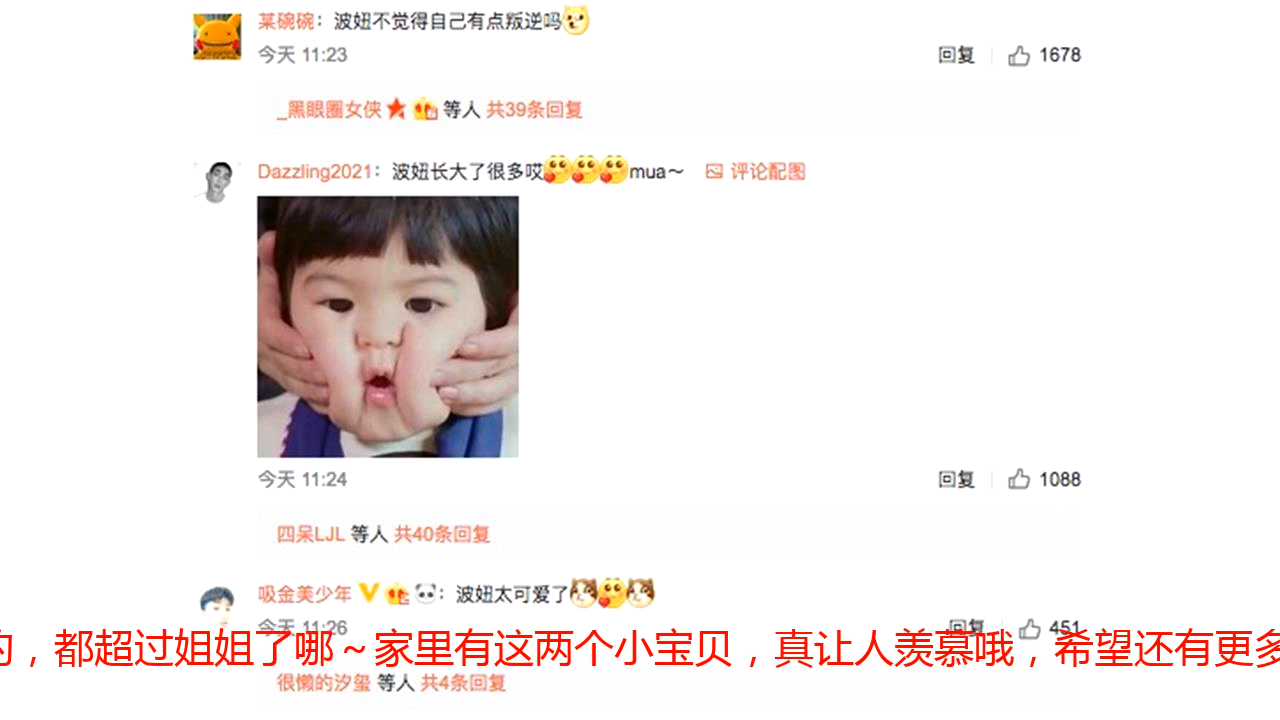 某碗碗：波妞不觉得自己有点叛逆吗
今天 11:23 回复 1678
_黑眼圈女侠 等人 共39条回复
Dazzling2021：波妞长大了很多哎 mua～ 评论配图
今天 11:24 回复 1088
四呆LJL 等人 共40条回复
吸金美少年 ：波妞太可爱了
今天 11:26 回复 451
的，都超过姐姐了哪～家里有这两个小宝贝，真让人羡慕哦，希望还有更多
很懒的汐玺 等人 共4条回复